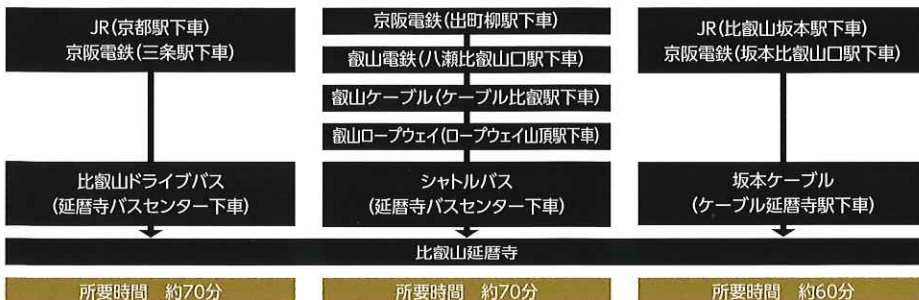 JR(京都駅下車)
京阪電鉄(三条駅下車)
比叡山ドライブバス
(延暦寺バスセンター下車)
京阪電鉄(出町柳駅下車)
叡山電鉄(八瀬比叡山口駅下車)
叡山ケーブル(ケーブル比叡駅下車)
叡山ロープウェイ(ロープウェイ山頂駅下車)
シャトルバス
(延暦寺バスセンター下車)
JR(比叡山坂本駅下車)
京阪電鉄(坂本比叡山口駅下車)
坂本ケーブル
(ケーブル延暦寺駅下車)
比叡山延暦寺
所要時間 約70分
所要時間 約70分
所要時間 約60分